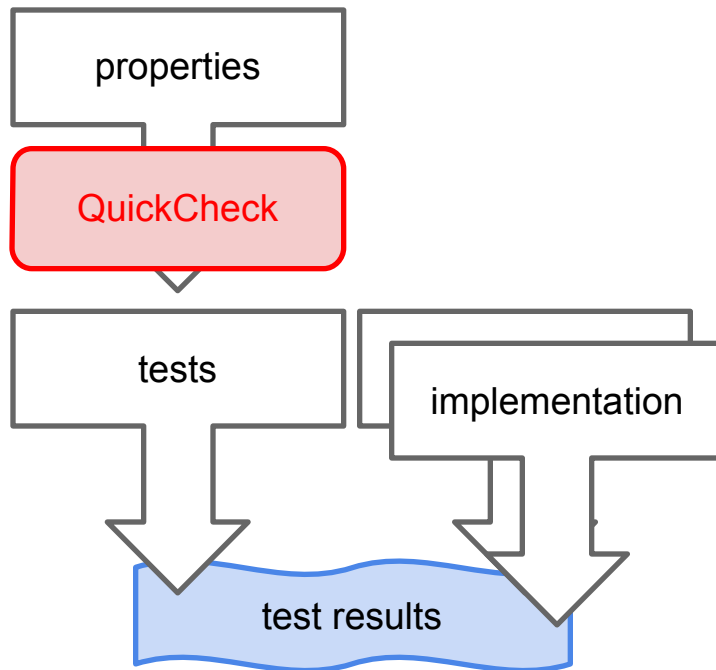 properties
QuickCheck
tests
implementation
test results